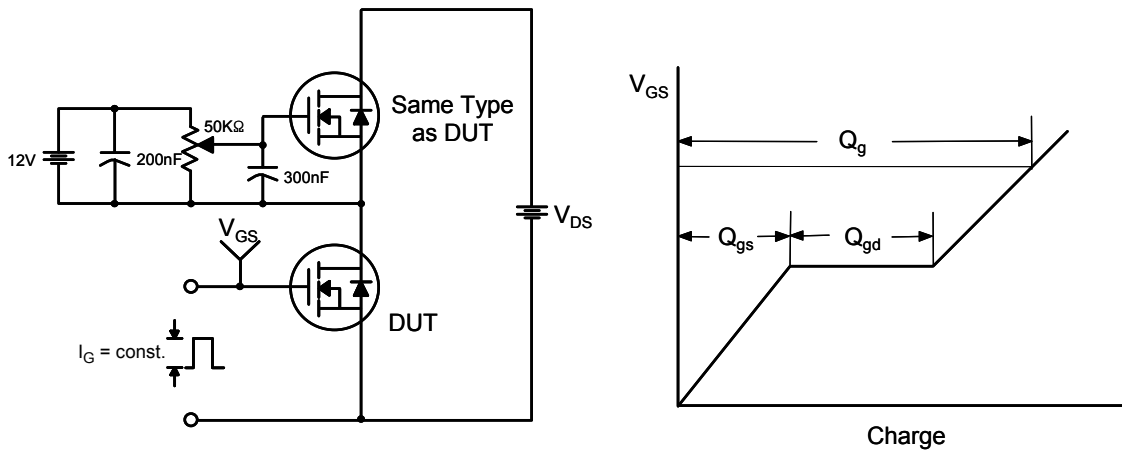 Same Type
as DUT
50KΩ
12V
200nF
300nF
V_GS
V_DS
DUT
I_G = const.
V_GS
Q_g
Q_gs
Q_gd
Charge